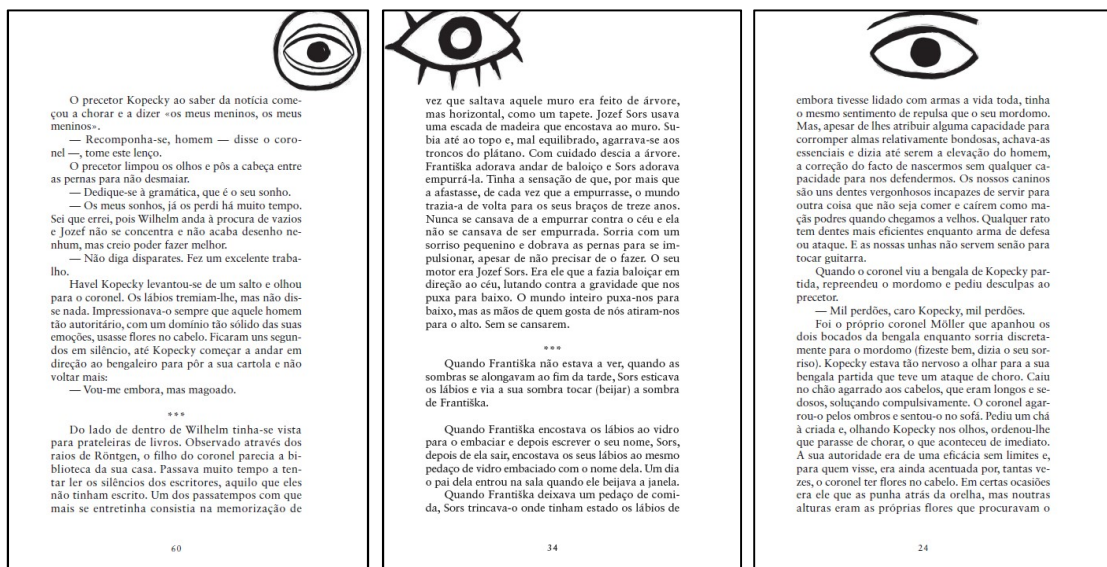 O precetor Kopecky ao saber da notícia come-
çou a chorar e a dizer «os meus meninos, os meus
meninos».
— Recomponha-se, homem — disse o coro-
nel —, tome este lenço.
O precetor limpou os olhos e pôs a cabeça entre
as pernas para não desmaiar.
— Dedique-se à gramática, que é o seu sonho.
— Os meus sonhos, já os perdi há muito tempo.
Sei que errei, pois Wilhelm anda à procura de vazios
e Jozef não se concentra e não acaba desenho ne-
nhum, mas creio poder fazer melhor.
— Não diga disparates. Fez um excelente traba-
lho.
Havel Kopecky levantou-se de um salto e olhou
para o coronel. Os lábios tremiam-lhe, mas não dis-
se nada. Impressionava-o sempre que aquele homem
tão autoritário, com um domínio tão sólido das suas
emoções, usasse flores no cabelo. Ficaram uns segun-
dos em silêncio, até Kopecky começar a andar em
direção ao bengaleiro para pôr a sua cartola e não
voltar mais:
— Vou-me embora, mas magoado.
***
Do lado de dentro de Wilhelm tinha-se vista
para prateleiras de livros. Observado através dos
raios de Röntgen, o filho do coronel parecia a bi-
blioteca da sua casa. Passava muito tempo a ten-
tar ler os silêncios dos escritores, aquilo que eles
não tinham escrito. Um dos passatempos com que
mais se entretinha consistia na memorização de
60
vez que saltava aquele muro era feito de árvore,
mas horizontal, como um tapete. Jozef Sors usava
uma escada de madeira que encostava ao muro. Su-
bia até ao topo e, mal equilibrado, agarrava-se aos
troncos do plátano. Com cuidado descia a árvore.
Františka adorava andar de baloiço e Sors adorava
empurrá-la. Tinha a sensação de que, por mais que
a afastasse, de cada vez que a empurrasse, o mundo
trazia-a de volta para os seus braços de treze anos.
Nunca se cansava de a empurrar contra o céu e ela
não se cansava de ser empurrada. Sorria com um
sorriso pequenino e dobrava as pernas para se im-
pulsionar, apesar de não precisar de o fazer. O seu
motor era Jozef Sors. Era ele que a fazia baloiçar em
direção ao céu, lutando contra a gravidade que nos
puxa para baixo. O mundo inteiro puxa-nos para
baixo, mas as mãos de quem gosta de nós atiram-nos
para o alto. Sem se cansarem.
***
Quando Františka não estava a ver, quando as
sombras se alongavam ao fim da tarde, Sors esticava
os lábios e via a sua sombra tocar (beijar) a sombra
de Františka.
Quando Františka encostava os lábios ao vidro
para o embaciar e depois escrever o seu nome, Sors,
depois de ela sair, encostava os seus lábios ao mesmo
pedaço de vidro embaciado com o nome dela. Um dia
o pai dela entrou na sala quando ele beijava a janela.
Quando Františka deixava um pedaço de comi-
da, Sors trincava-o onde tinham estado os lábios de
34
embora tivesse lidado com armas a vida toda, tinha
o mesmo sentimento de repulsa que o seu mordomo.
Mas, apesar de lhes atribuir alguma capacidade para
corromper almas relativamente bondosas, achava-as
essenciais e dizia até serem a elevação do homem,
a correção do facto de nascermos sem qualquer ca-
pacidade para nos defendermos. Os nossos caninos
são uns dentes vergonhosos incapazes de servir para
outra coisa que não seja comer e caírem como ma-
çãs podres quando chegamos a velhos. Qualquer rato
tem dentes mais eficientes enquanto arma de defesa
ou ataque. E as nossas unhas não servem senão para
tocar guitarra.
Quando o coronel viu a bengala de Kopecky par-
tida, repreendeu o mordomo e pediu desculpas ao
precetor.
— Mil perdões, caro Kopecky, mil perdões.
Foi o próprio coronel Möller que apanhou os
dois bocados da bengala enquanto sorria discreta-
mente para o mordomo (fizeste bem, dizia o seu sor-
riso). Kopecky estava tão nervoso a olhar para a sua
bengala partida que teve um ataque de choro. Caiu
no chão agarrado aos cabelos, que eram longos e se-
dosos, soluçando compulsivamente. O coronel agar-
rou-o pelos ombros e sentou-o no sofá. Pediu um chá
à criada e, olhando Kopecky nos olhos, ordenou-lhe
que parasse de chorar, o que aconteceu de imediato.
A sua autoridade era de uma eficácia sem limites e,
para quem visse, era ainda acentuada por, tantas ve-
zes, o coronel ter flores no cabelo. Em certas ocasiões
era ele que as punha atrás da orelha, mas noutras
alturas eram as próprias flores que procuravam o
24